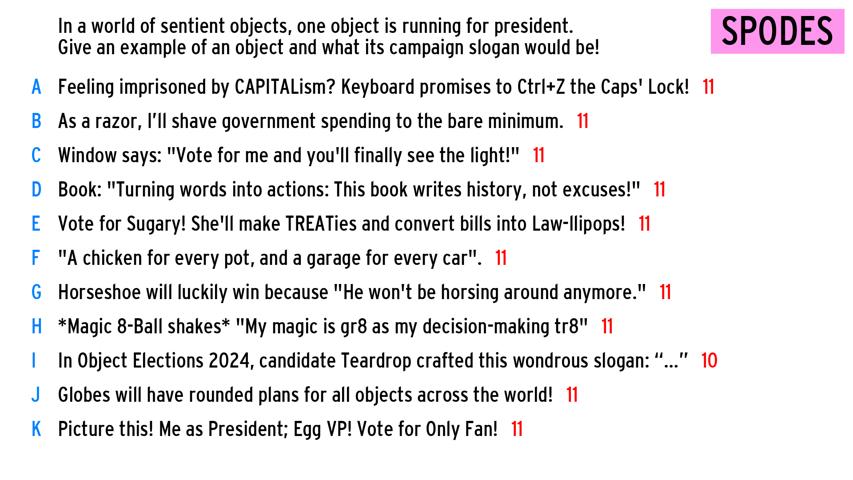 In a world of sentient objects, one object is running for president.
Give an example of an object and what its campaign slogan would be!
SPODES
A Feeling imprisoned by CAPITALism? Keyboard promises to Ctrl+Z the Caps' Lock! 11
B As a razor, I’ll shave government spending to the bare minimum. 11
C Window says: "Vote for me and you'll finally see the light!" 11
D Book: "Turning words into actions: This book writes history, not excuses!" 11
E Vote for Sugary! She'll make TREATies and convert bills into Law-llipops! 11
F "A chicken for every pot, and a garage for every car". 11
G Horseshoe will luckily win because "He won't be horsing around anymore." 11
H *Magic 8-Ball shakes* "My magic is gr8 as my decision-making tr8" 11
I In Object Elections 2024, candidate Teardrop crafted this wondrous slogan: “...” 10
J Globes will have rounded plans for all objects across the world! 11
K Picture this! Me as President; Egg VP! Vote for Only Fan! 11